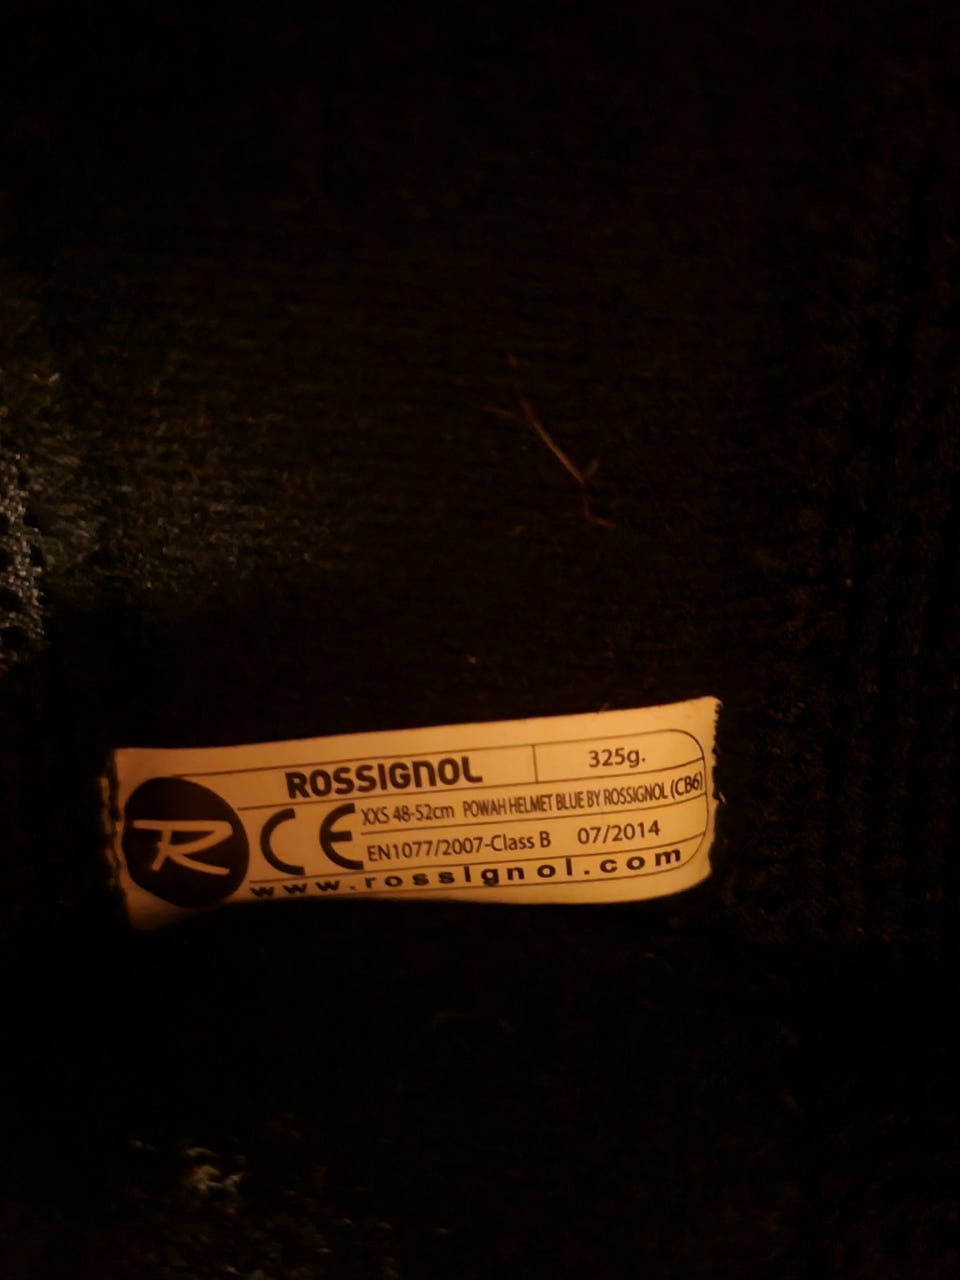 ROSSIGNOL 325g.
R CE XXS 48-52cm POWAH HELMET BLUE BY ROSSIGNOL (CB6)
EN1077/2007-Class B 07/2014
www.rossignol.com